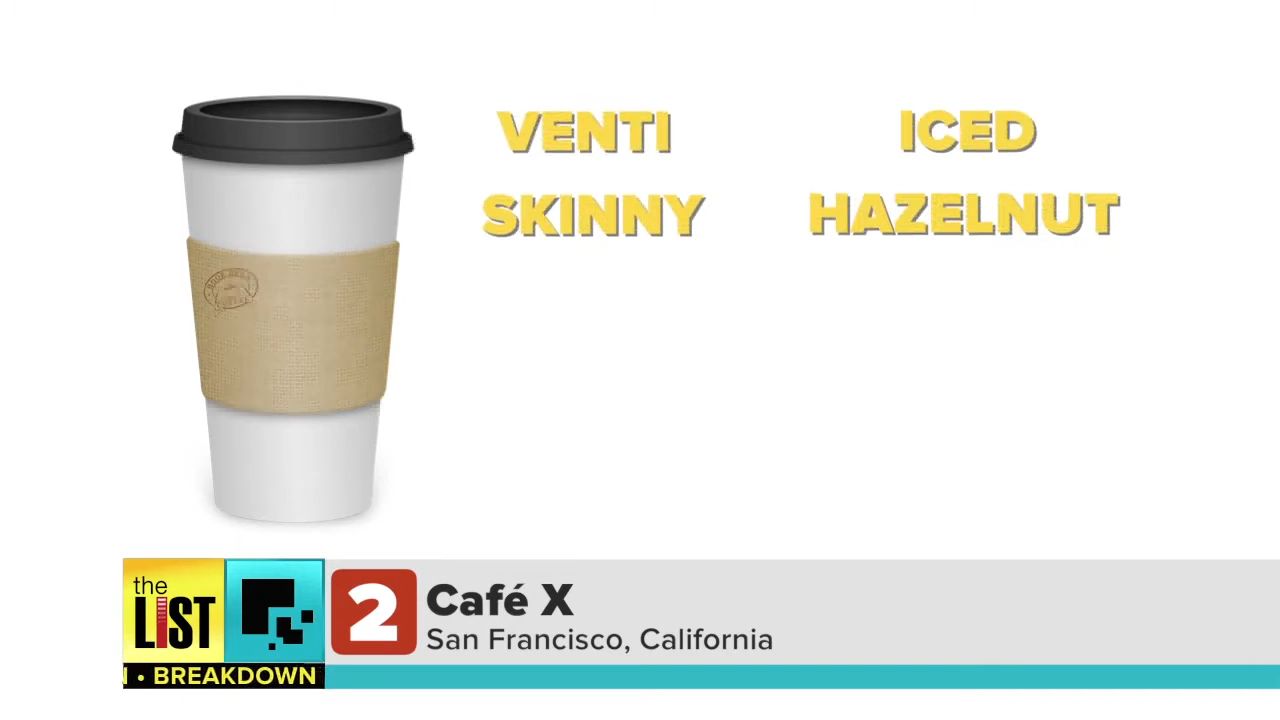 VENTI ICED
SKINNY HAZELNUT
the
LIST
2
Café X
San Francisco, California
• BREAKDOWN